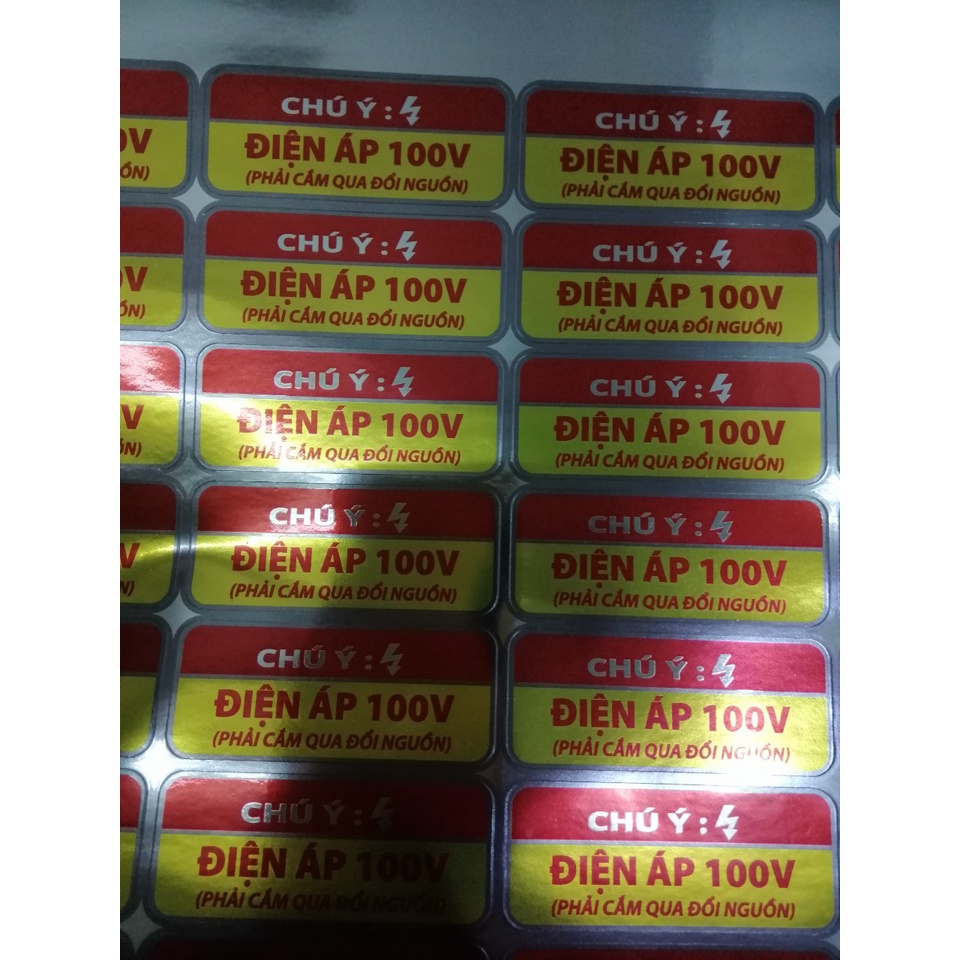 CHÚ Ý :
CHÚ Ý :
ĐIỆN ÁP 100V
ĐIỆN ÁP 100V
(PHẢI CẮM QUA ĐỔI NGUỒN)
(PHẢI CẮM QUA ĐỔI NGUỒN)
CHÚ Ý :
CHÚ Ý :
ĐIỆN ÁP 100V
ĐIỆN ÁP 100V
(PHẢI CẮM QUA ĐỔI NGUỒN)
(PHẢI CẮM QUA ĐỔI NGUỒN)
CHÚ Ý :
CHÚ Ý :
ĐIỆN ÁP 100V
ĐIỆN ÁP 100V
(PHẢI CẮM QUA ĐỔI NGUỒN)
(PHẢI CẮM QUA ĐỔI NGUỒN)
CHÚ Ý :
CHÚ Ý :
ĐIỆN ÁP 100V
ĐIỆN ÁP 100V
(PHẢI CẮM QUA ĐỔI NGUỒN)
(PHẢI CẮM QUA ĐỔI NGUỒN)
CHÚ Ý :
CHÚ Ý :
ĐIỆN ÁP 100V
ĐIỆN ÁP 100V
(PHẢI CẮM QUA ĐỔI NGUỒN)
(PHẢI CẮM QUA ĐỔI NGUỒN)
CHÚ Ý :
CHÚ Ý :
ĐIỆN ÁP 100V
ĐIỆN ÁP 100V
(PHẢI CẮM QUA ĐỔI NGUỒN)
(PHẢI CẮM QUA ĐỔI NGUỒN)